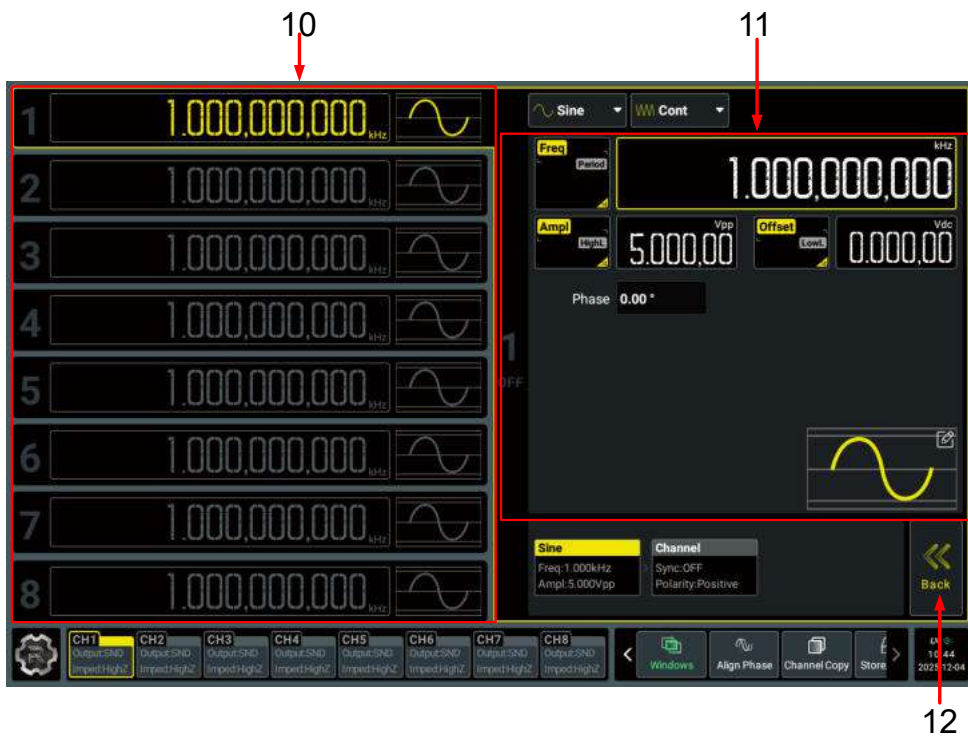 10
11
1
1.000,000,000 kHz
2
1.000,000,000 kHz
3
1.000,000,000 kHz
4
1.000,000,000 kHz
5
1.000,000,000 kHz
6
1.000,000,000 kHz
7
1.000,000,000 kHz
8
1.000,000,000 kHz
Sine
Cont
Freq
Period
kHz
1.000,000,000
Ampl
HighL
Vpp
5.000,00
Offset
LowL
Vdc
0.000,00
Phase 0.00 °
1
OFF
Sine
Freq:1.000kHz
Ampl:5.000Vpp
Channel
Sync:OFF
Polarity:Positive
Back
CH1
Output:SND
Imped:HighZ
CH2
Output:SND
Imped:HighZ
CH3
Output:SND
Imped:HighZ
CH4
Output:SND
Imped:HighZ
CH5
Output:SND
Imped:HighZ
CH6
Output:SND
Imped:HighZ
CH7
Output:SND
Imped:HighZ
CH8
Output:SND
Imped:HighZ
Windows
Align Phase
Channel Copy
Store
10:44
2025-12-04
12